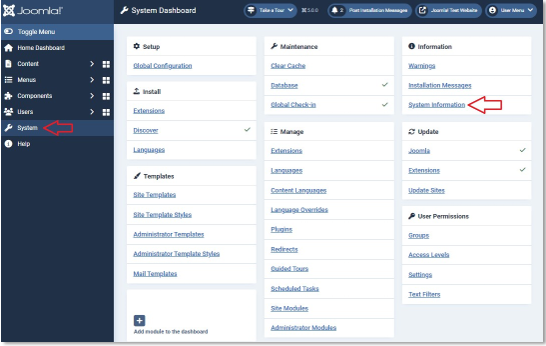 Joomla!®
System Dashboard
Take a Tour
5.0.0
Post Installation Messages
Joomla! Test Website
User Menu
Toggle Menu
Home Dashboard
Content
Menus
Components
Users
System
Help
Setup
Global Configuration
Install
Extensions
Discover
Languages
Templates
Site Templates
Site Template Styles
Administrator Templates
Administrator Template Styles
Mail Templates
Add module to the dashboard
Maintenance
Clear Cache
Database
Global Check-in
Manage
Extensions
Languages
Content Languages
Language Overrides
Plugins
Redirects
Guided Tours
Scheduled Tasks
Site Modules
Administrator Modules
Information
Warnings
Installation Messages
System Information
Update
Joomla
Extensions
Update Sites
User Permissions
Groups
Access Levels
Settings
Text Filters